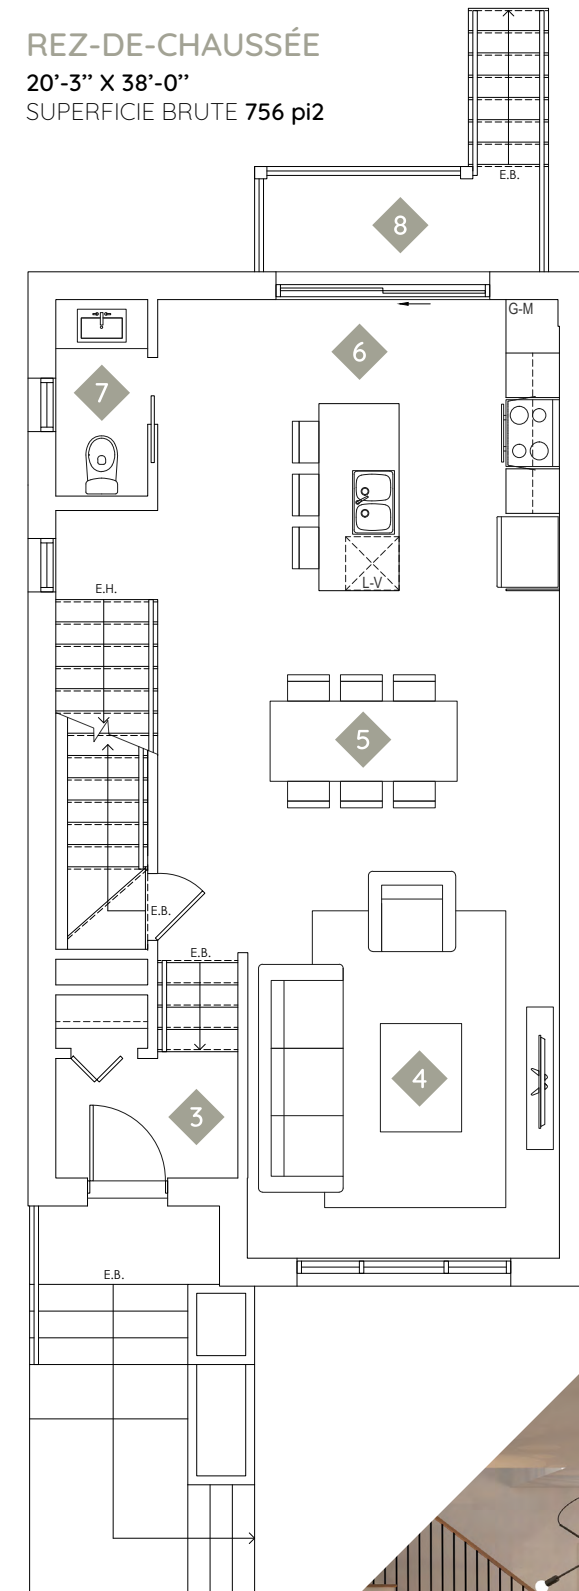 REZ-DE-CHAUSSÉE
20’-3’’ X 38’-0’’
SUPERFICIE BRUTE 756 pi2
E.B.
8
G-M
6
7
L-V
E.H.
5
E.B.
E.B.
4
3
E.B.